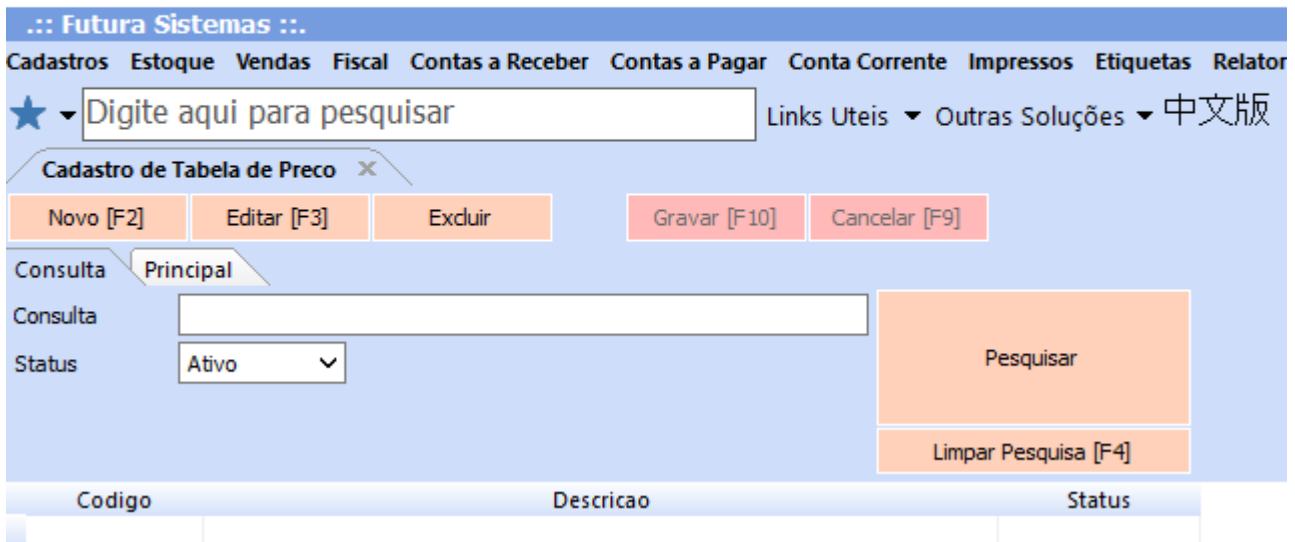 .:: Futura Sistemas ::.
Cadastros Estoque Vendas Fiscal Contas a Receber Contas a Pagar Conta Corrente Impressos Etiquetas Relator
Digite aqui para pesquisar Links Uteis Outras Soluções 中文版
Cadastro de Tabela de Preco
Novo [F2] Editar [F3] Excluir Gravar [F10] Cancelar [F9]
Consulta Principal
Consulta
Status Ativo Pesquisar
Limpar Pesquisa [F4]
Codigo Descricao Status